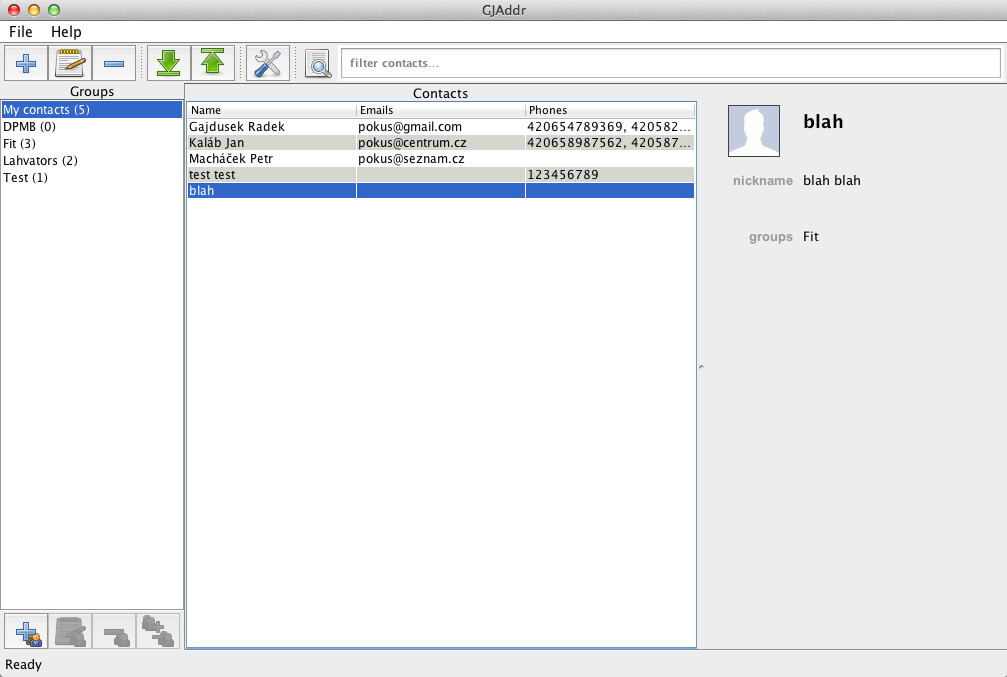 GJAddr
File Help
filter contacts...
Groups
My contacts (5)
DPMB (0)
Fit (3)
Lahvators (2)
Test (1)
Contacts
Name Emails Phones
Gajdusek Radek pokus@gmail.com 420654789369, 420582...
Kaláb Jan pokus@centrum.cz 420658987562, 420587...
Macháček Petr pokus@seznam.cz
test test 123456789
blah
blah
nickname blah blah
groups Fit
Ready